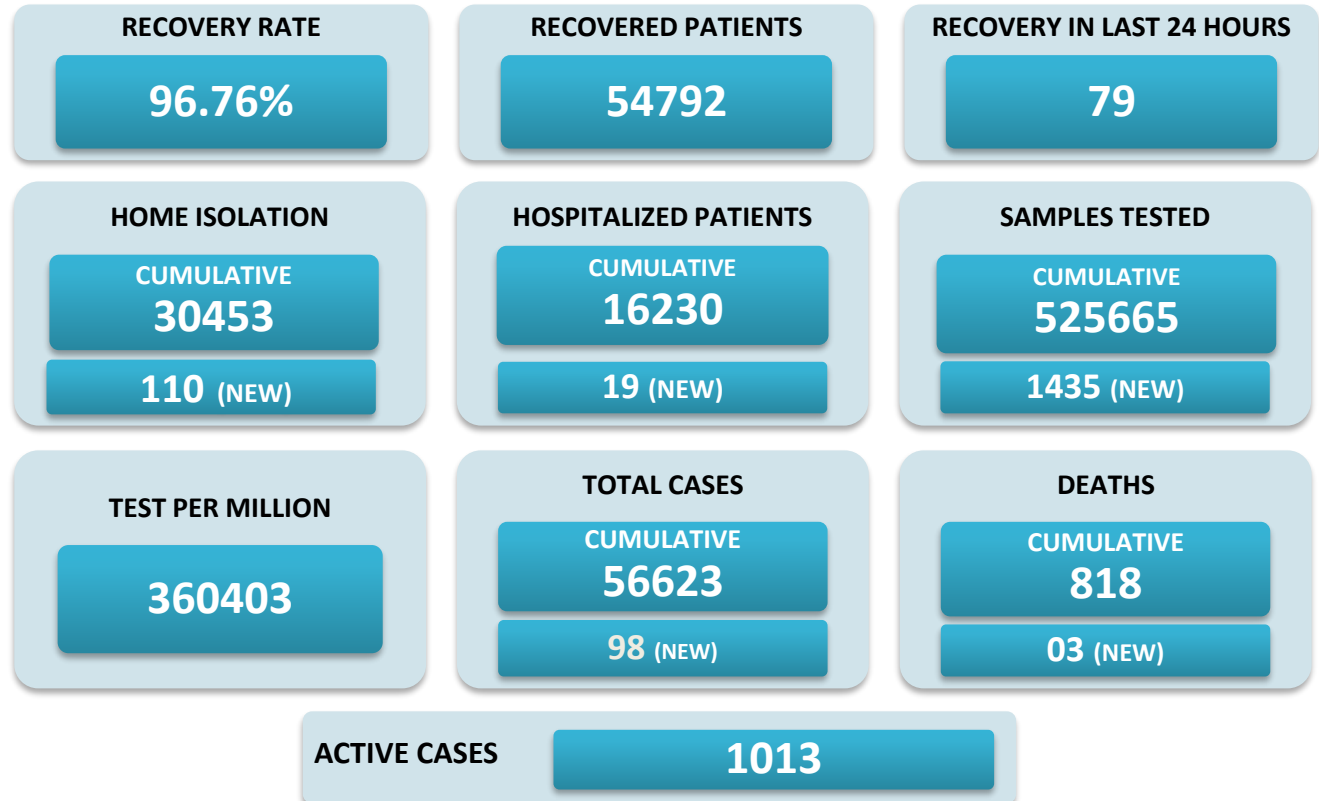 RECOVERY RATE
96.76%
RECOVERED PATIENTS
54792
RECOVERY IN LAST 24 HOURS
79
HOME ISOLATION
CUMULATIVE
30453
110 (NEW)
HOSPITALIZED PATIENTS
CUMULATIVE
16230
19 (NEW)
SAMPLES TESTED
CUMULATIVE
525665
1435 (NEW)
TEST PER MILLION
360403
TOTAL CASES
CUMULATIVE
56623
98 (NEW)
DEATHS
CUMULATIVE
818
03 (NEW)
ACTIVE CASES
1013